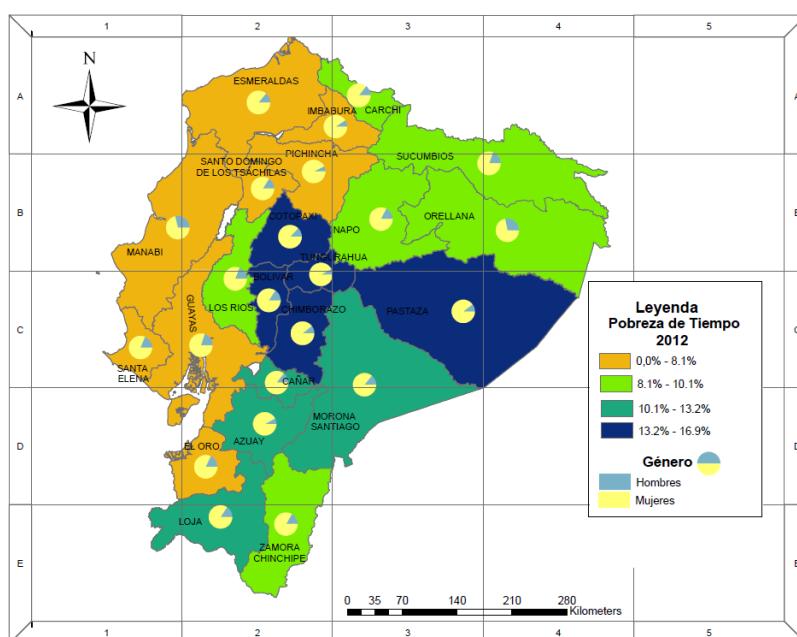 1 2 3 4 5
N
A A
ESMERALDAS
IMBABURA
CARCHI
PICHINCHA
SANTO DOMINGO
DE LOS TSÁCHILAS
SUCUMBIOS
B B
COTOPAXI
NAPO
ORELLANA
MANABI
TUNGURAHUA
BOLIVAR
LOS RIOS
GUAYAS
CHIMBORAZO
PASTAZA
C C
SANTA
ELENA
CAÑAR
MORONA
SANTIAGO
AZUAY
D D
EL ORO
LOJA
ZAMORA
CHINCHIPE
E E
Leyenda
Pobreza de Tiempo
2012
0,0% - 8.1%
8.1% - 10.1%
10.1% - 13.2%
13.2% - 16.9%
Género
Hombres
Mujeres
0 35 70 140 210 280
Kilometers
1 2 3 4 5